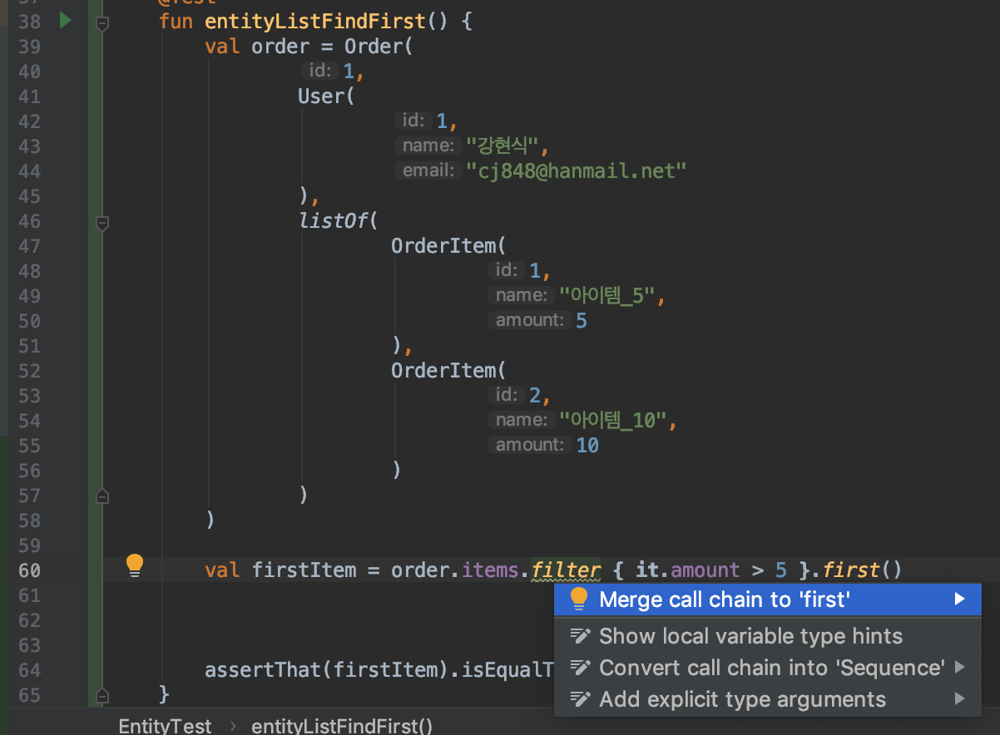 37 @Test
38 fun entityListFindFirst() {
39 val order = Order(
40 id: 1,
41 User(
42 id: 1,
43 name: "강현식",
44 email: "cj848@hanmail.net"
45 ),
46 listOf(
47 OrderItem(
48 id: 1,
49 name: "아이템_5",
50 amount: 5
51 ),
52 OrderItem(
53 id: 2,
54 name: "아이템_10",
55 amount: 10
56 )
57 )
58 )
59
60 val firstItem = order.items.filter { it.amount > 5 }.first()
61 Merge call chain to 'first'
62 Show local variable type hints
63
64 assertThat(firstItem).isEqualT Convert call chain into 'Sequence'
65 } Add explicit type arguments
EntityTest › entityListFindFirst()